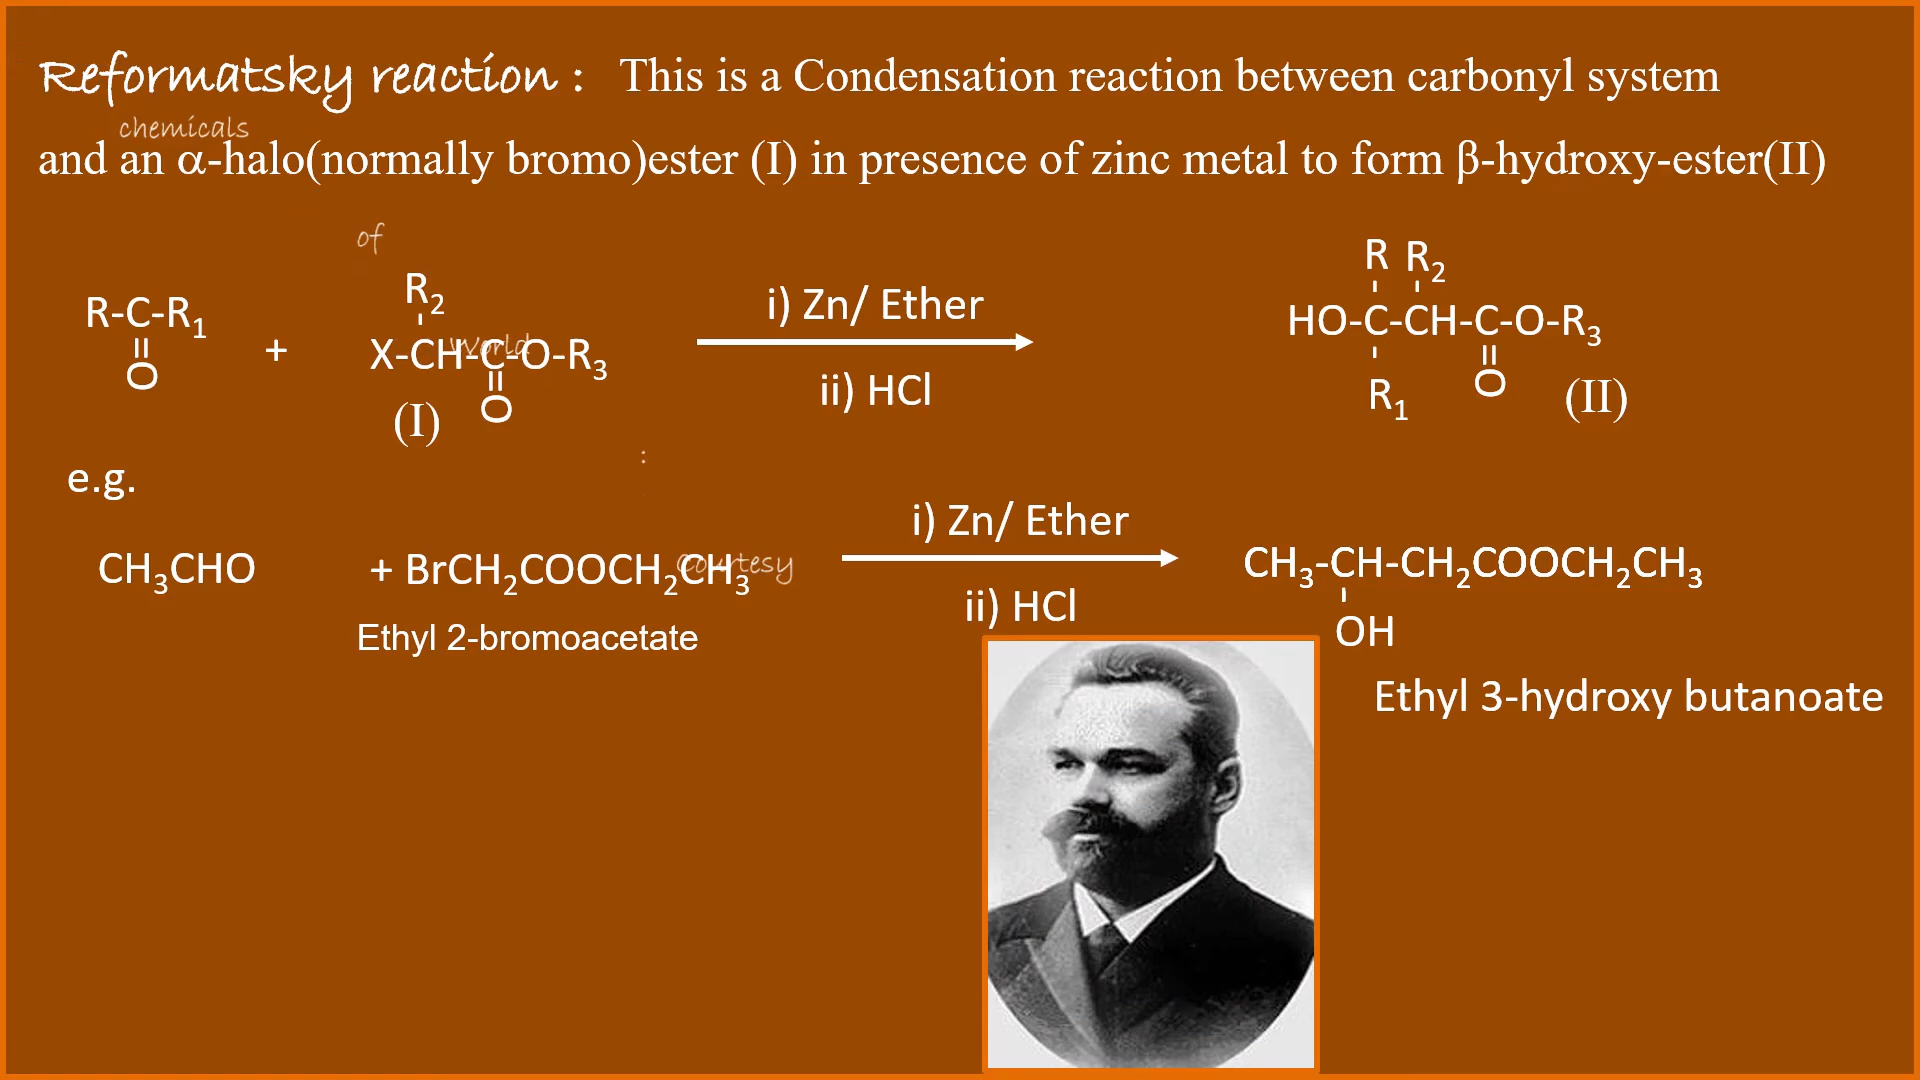 Reformatsky reaction : This is a Condensation reaction between carbonyl system
chemicals
and an α-halo(normally bromo)ester (I) in presence of zinc metal to form β-hydroxy-ester(II)
of
R-C-R₁
O
+
R₂
X-CH-C-O-R₃
O
(I)
World
i) Zn/ Ether
ii) HCl
R R₂
HO-C-CH-C-O-R₃
R₁ O
(II)
:
e.g.
CH₃CHO + BrCH₂COOCH₂CH₃
Courtesy
Ethyl 2-bromoacetate
i) Zn/ Ether
ii) HCl
CH₃-CH-CH₂COOCH₂CH₃
OH
Ethyl 3-hydroxy butanoate